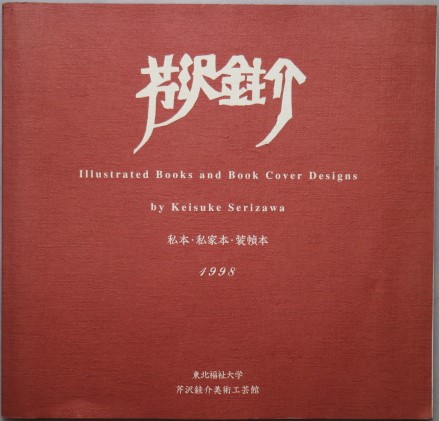 芹沢銈介
Illustrated Books and Book Cover Designs
by Keisuke Serizawa
私本・私家本・装幀本
1998
東北福祉大学
芹沢銈介美術工芸館